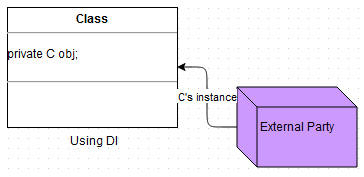 Class
private C obj;
C's instance
External Party
Using DI